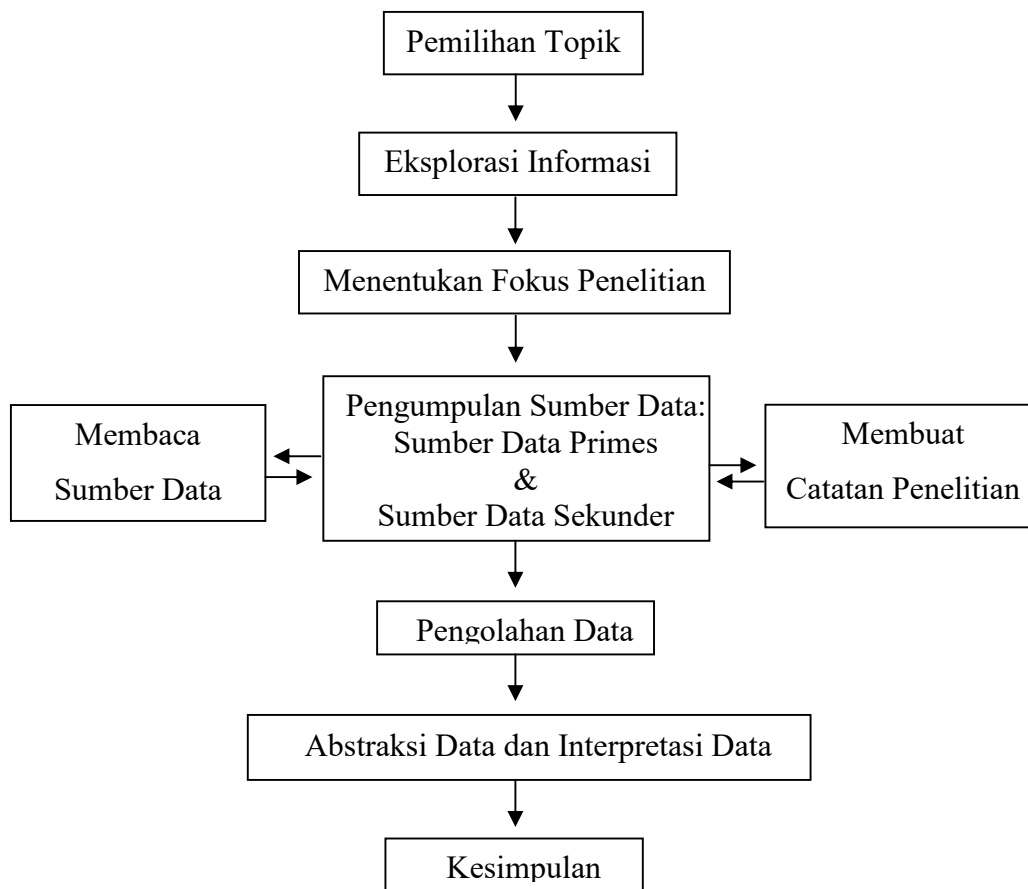 Pemilihan Topik
Eksplorasi Informasi
Menentukan Fokus Penelitian
Membaca
Sumber Data
Pengumpulan Sumber Data:
Sumber Data Primes
&
Sumber Data Sekunder
Membuat
Catatan Penelitian
Pengolahan Data
Abstraksi Data dan Interpretasi Data
Kesimpulan